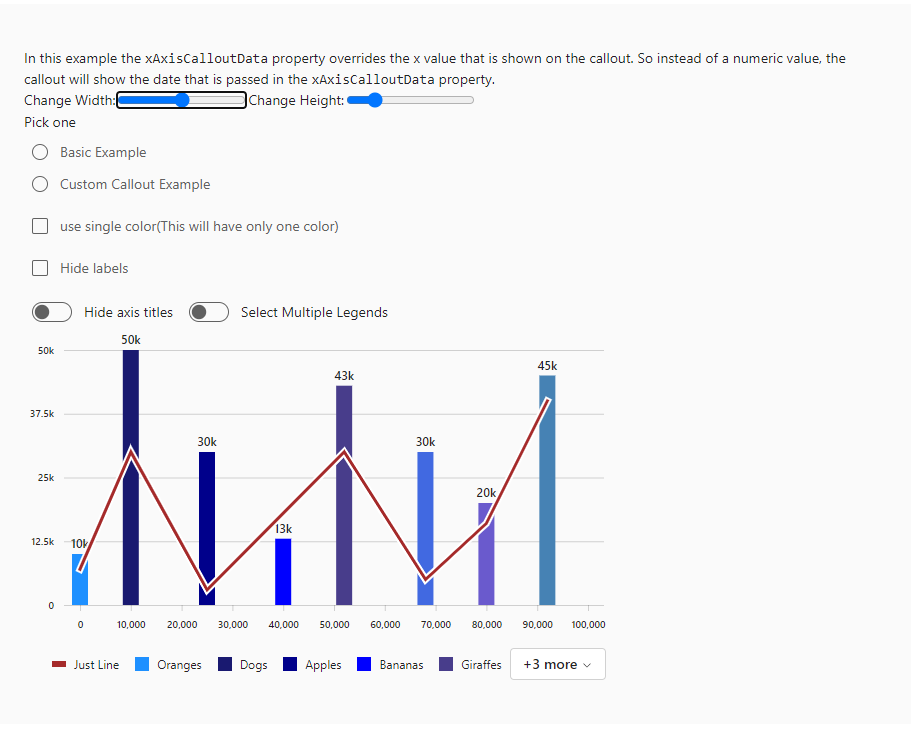 In this example the xAxisCalloutData property overrides the x value that is shown on the callout. So instead of a numeric value, the
callout will show the date that is passed in the xAxisCalloutData property.
Change Width: Change Height:
Pick one
Basic Example
Custom Callout Example
use single color(This will have only one color)
Hide labels
Hide axis titles Select Multiple Legends
50k
50k
45k
43k
37.5k
30k
30k
25k
20k
13k
12.5k
10k
0
0 10,000 20,000 30,000 40,000 50,000 60,000 70,000 80,000 90,000 100,000
Just Line Oranges Dogs Apples Bananas Giraffes +3 more